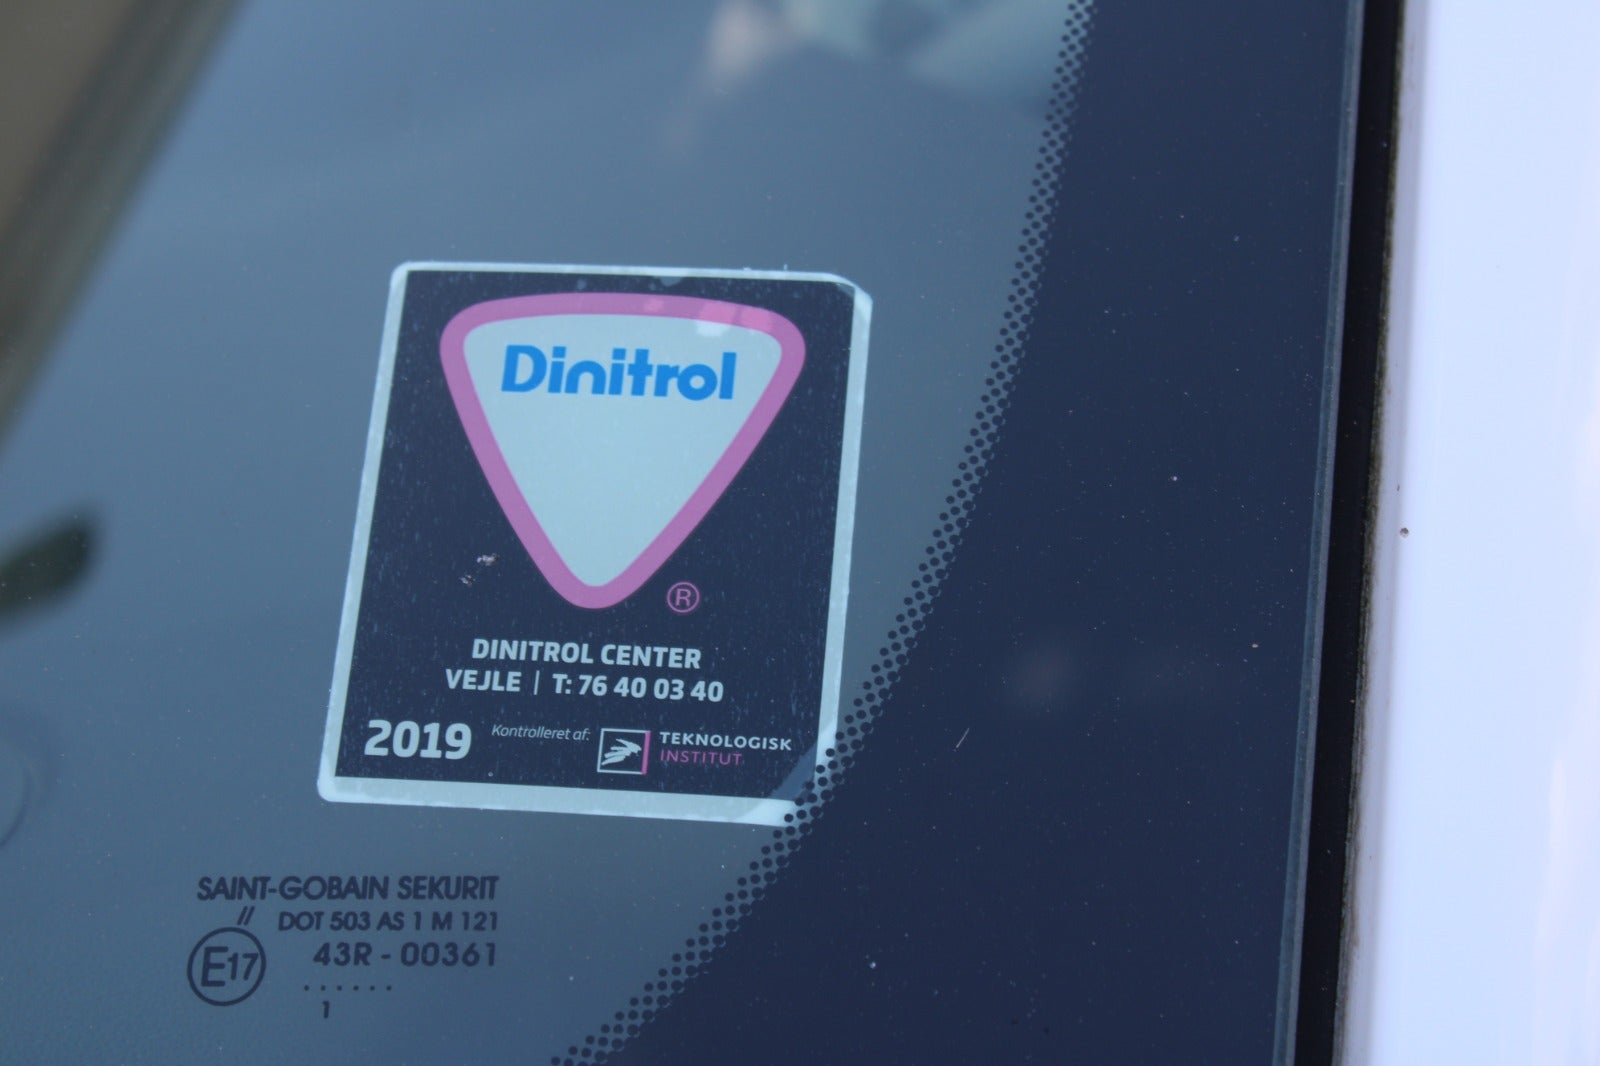 Dinitrol
®
DINITROL CENTER
VEJLE | T: 76 40 03 40
2019 Kontrolleret af: TEKNOLOGISK
INSTITUT
SAINT-GOBAIN SEKURIT
// DOT 503 AS 1 M 121
E17 43R - 00361
. . . . . .
1